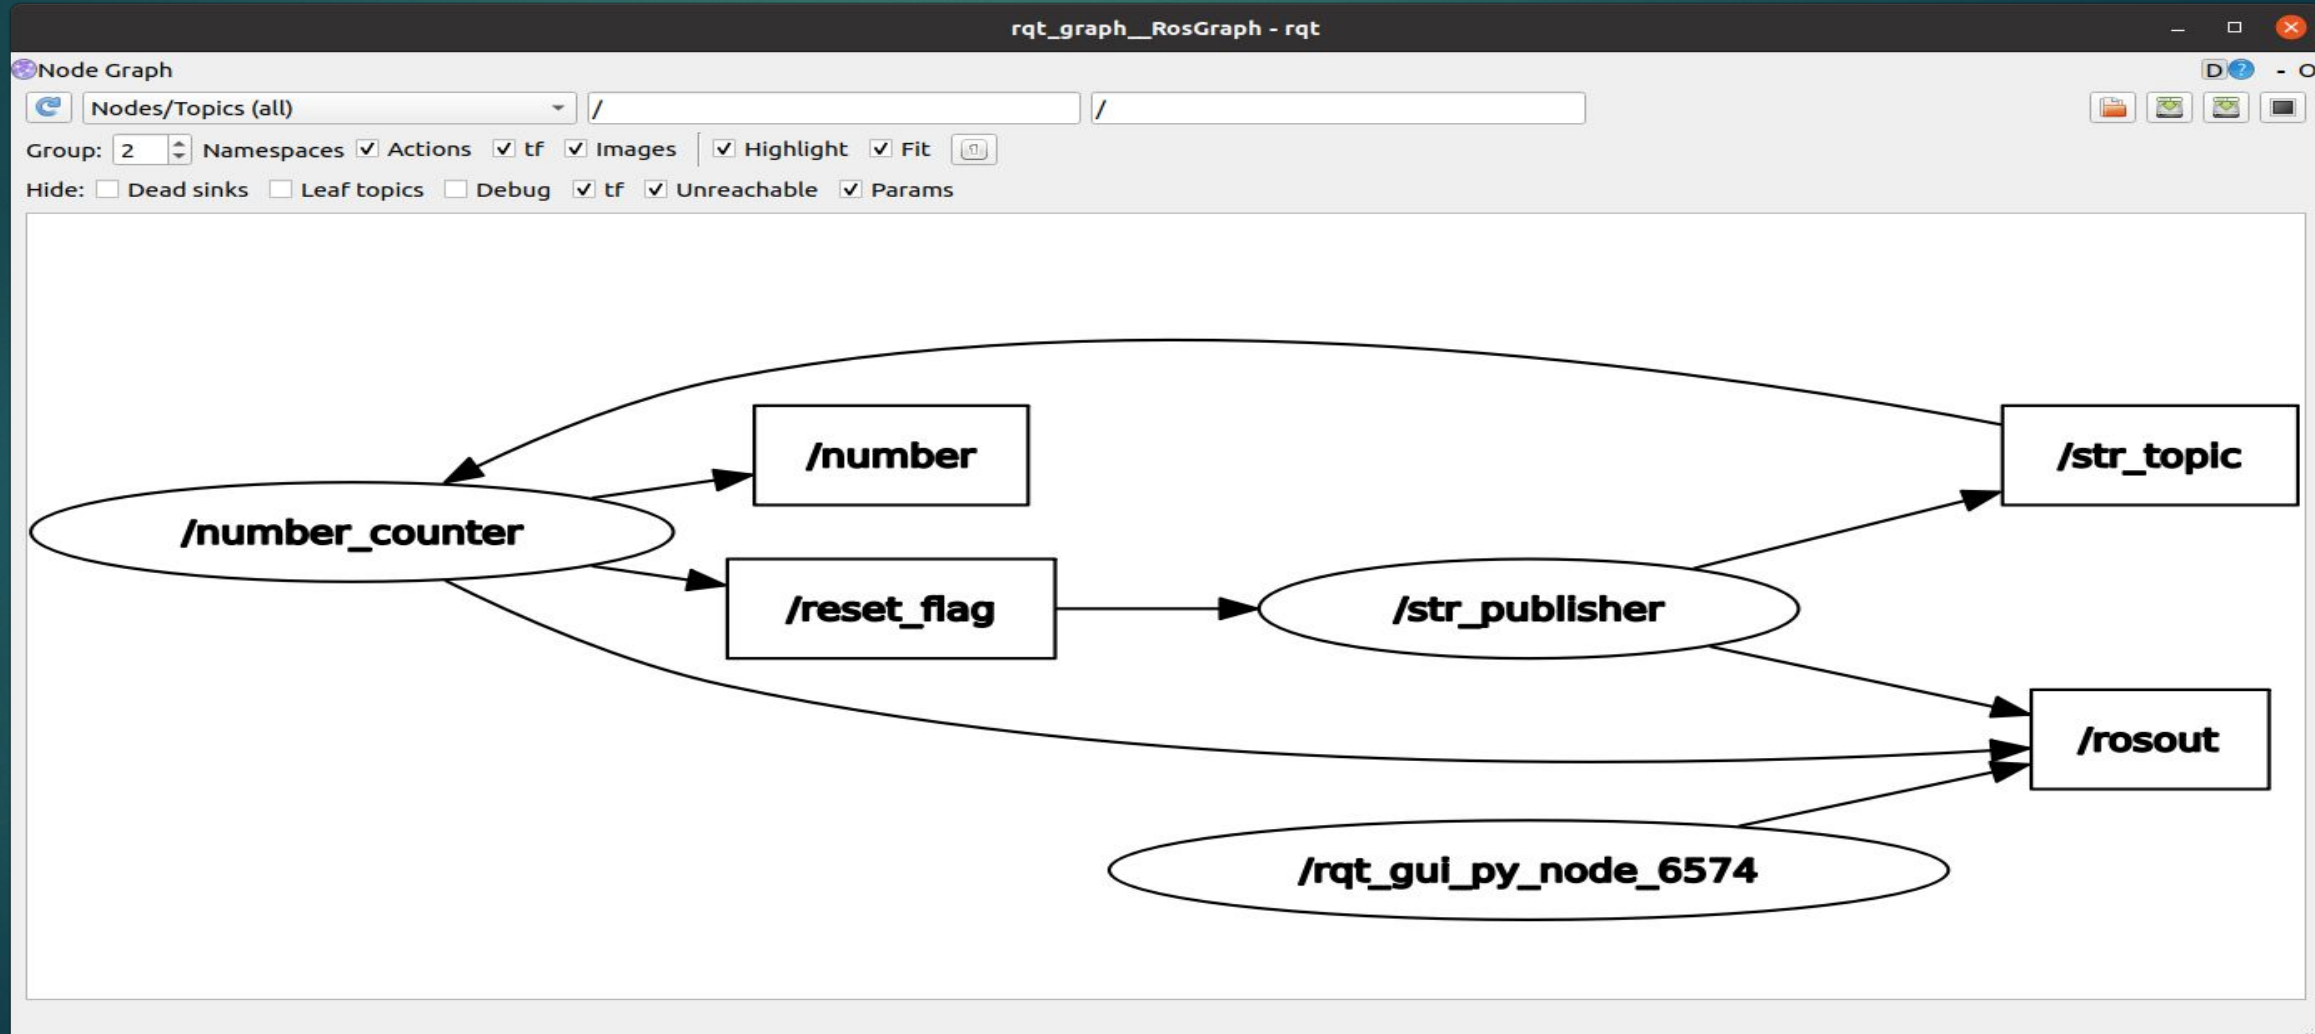 rqt_graph__RosGraph - rqt
Node Graph
D ? - O
Nodes/Topics (all) / /
Group: 2 Namespaces Actions tf Images Highlight Fit
Hide: Dead sinks Leaf topics Debug tf Unreachable Params
/number
/str_topic
/number_counter
/reset_flag
/str_publisher
/rosout
/rqt_gui_py_node_6574